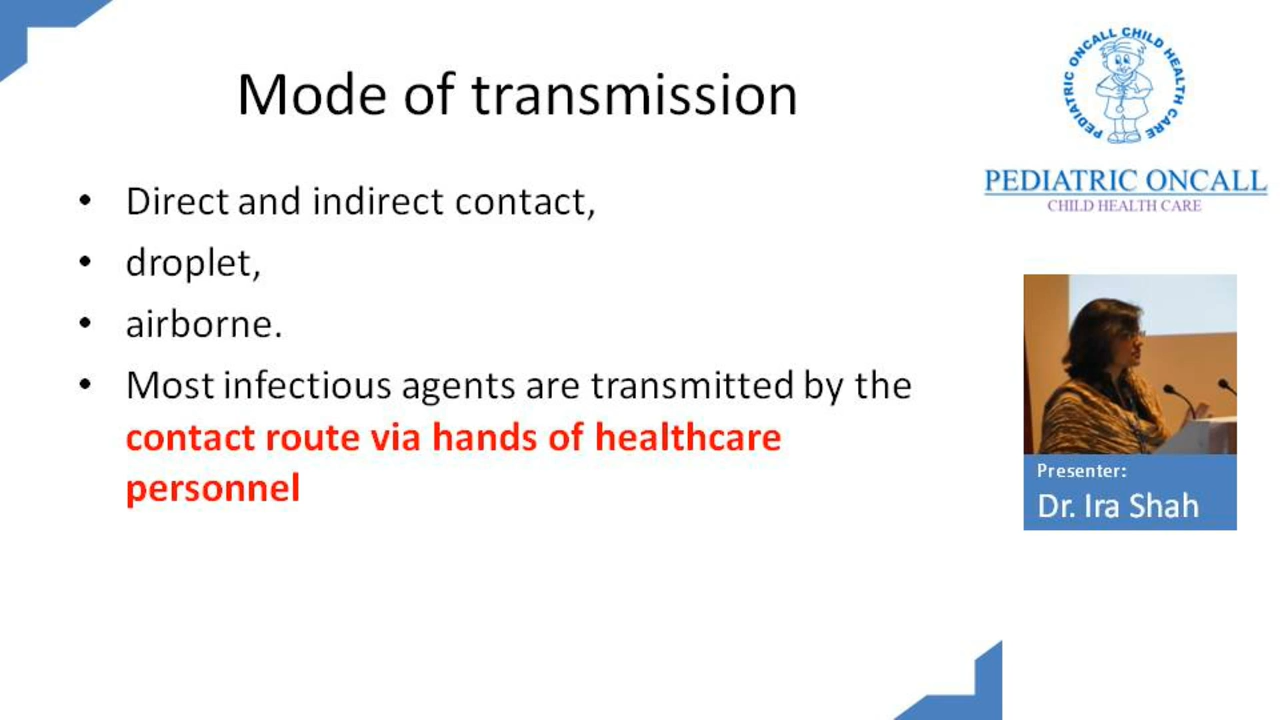 Mode of transmission
• Direct and indirect contact,
• droplet,
• airborne.
• Most infectious agents are transmitted by the
contact route via hands of healthcare
personnel
PEDIATRIC ONCALL CHILD HEALTH CARE
PEDIATRIC ONCALL
CHILD HEALTH CARE
Presenter:
Dr. Ira Shah